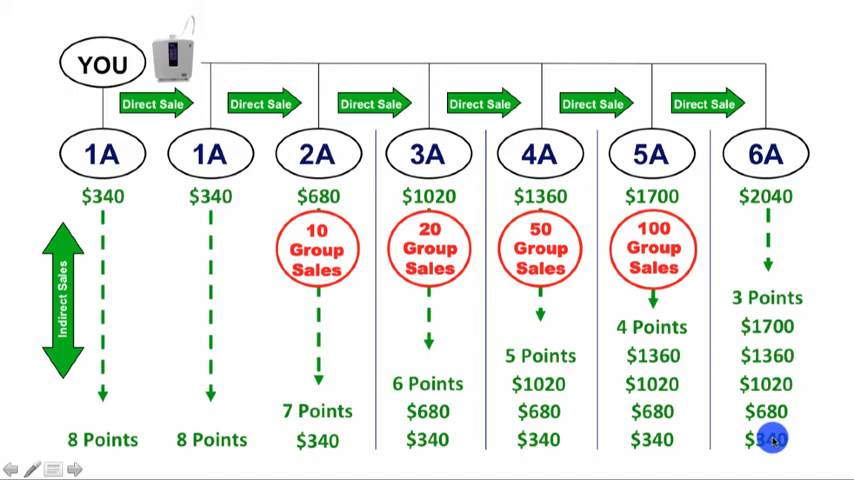 YOU
Direct Sale
Direct Sale
Direct Sale
Direct Sale
Direct Sale
Direct Sale
1A
1A
2A
3A
4A
5A
6A
$340
$340
$680
$1020
$1360
$1700
$2040
Indirect Sales
10
Group
Sales
20
Group
Sales
50
Group
Sales
100
Group
Sales
8 Points
8 Points
7 Points
$340
6 Points
$680
$340
5 Points
$1020
$680
$340
4 Points
$1360
$1020
$680
$340
3 Points
$1700
$1360
$1020
$680
$340